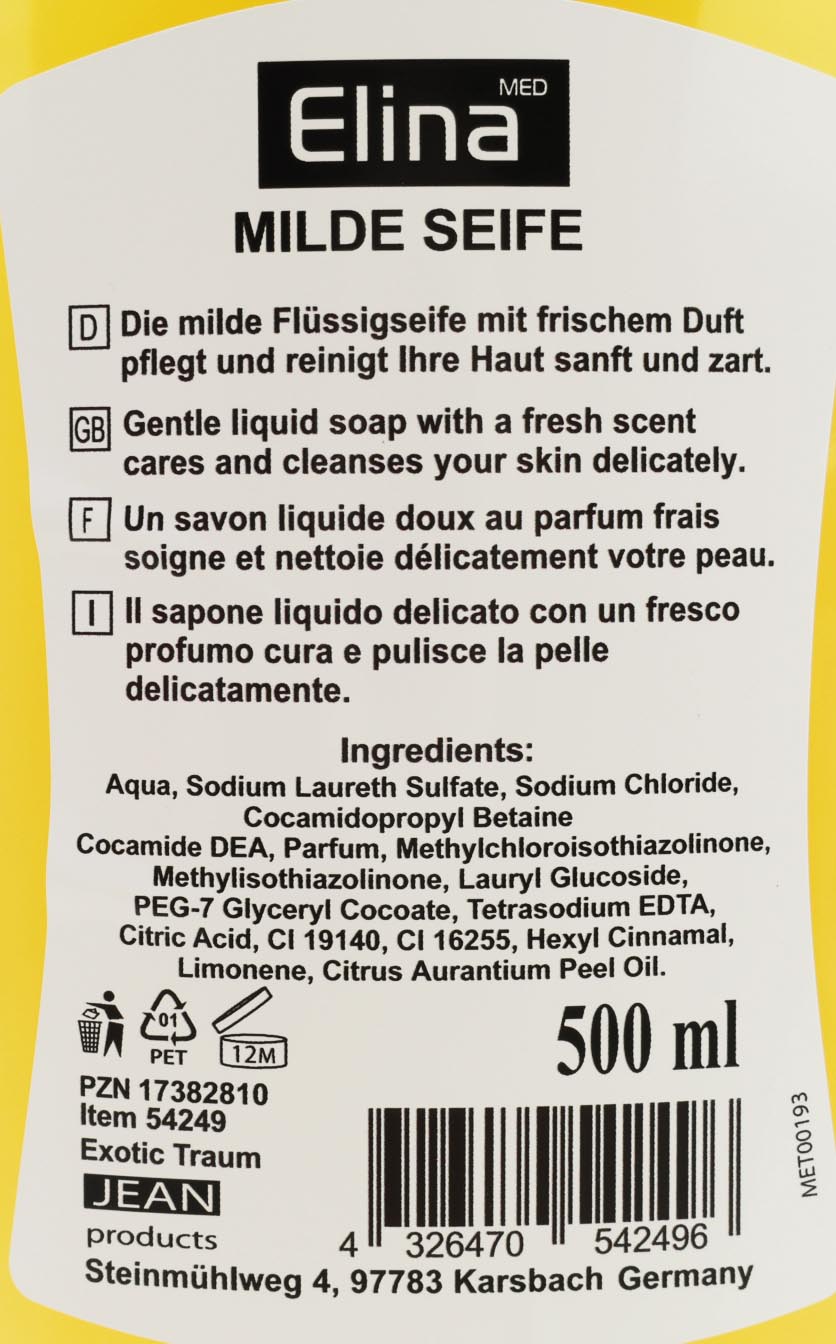 Elina MED
MILDE SEIFE
D Die milde Flüssigseife mit frischem Duft
pflegt und reinigt Ihre Haut sanft und zart.
GB Gentle liquid soap with a fresh scent
cares and cleanses your skin delicately.
F Un savon liquide doux au parfum frais
soigne et nettoie délicatement votre peau.
I Il sapone liquido delicato con un fresco
profumo cura e pulisce la pelle
delicatamente.
Ingredients:
Aqua, Sodium Laureth Sulfate, Sodium Chloride,
Cocamidopropyl Betaine
Cocamide DEA, Parfum, Methylchloroisothiazolinone,
Methylisothiazolinone, Lauryl Glucoside,
PEG-7 Glyceryl Cocoate, Tetrasodium EDTA,
Citric Acid, CI 19140, CI 16255, Hexyl Cinnamal,
Limonene, Citrus Aurantium Peel Oil.
01
PET
12M
500 ml
PZN 17382810
Item 54249
Exotic Traum
JEAN
products
4 326470 542496
MET00193
Steinmühlweg 4, 97783 Karsbach Germany